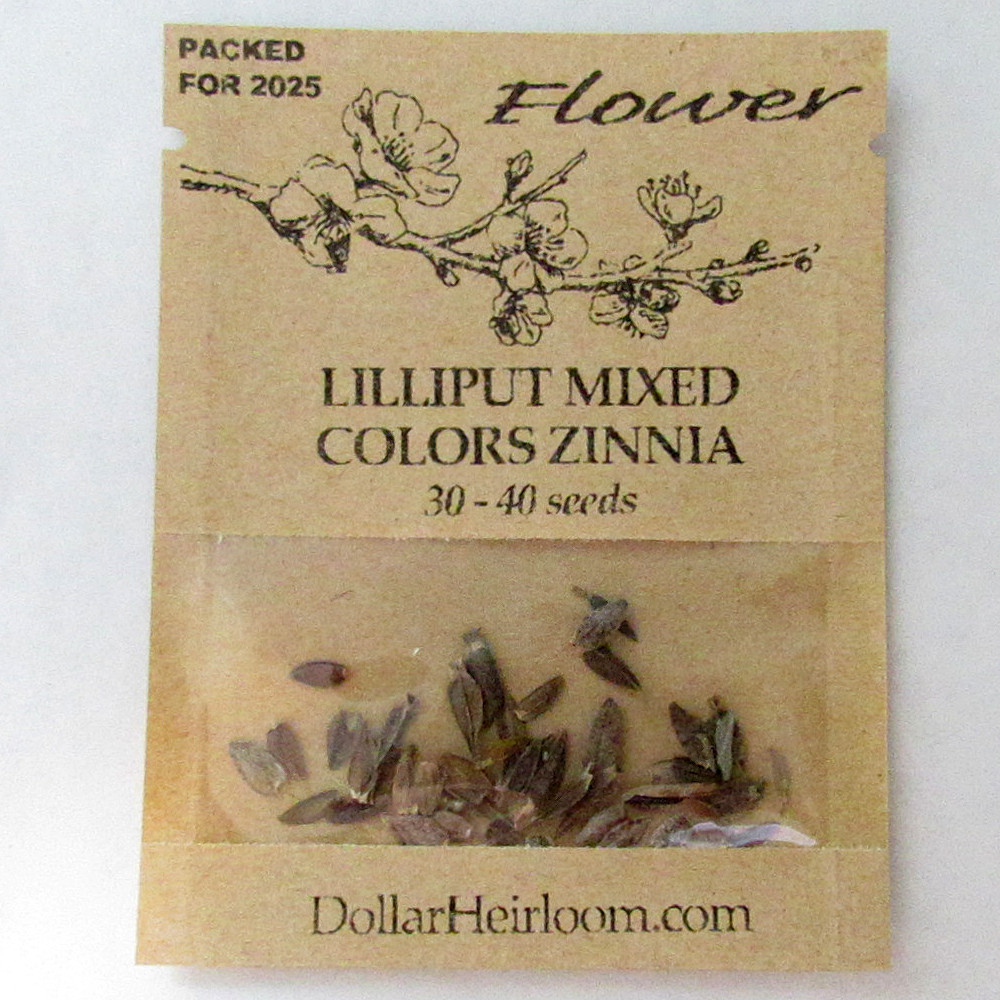 PACKED
FOR 2025
Flower
LILLIPUT MIXED
COLORS ZINNIA
30 - 40 seeds
DollarHeirloom.com